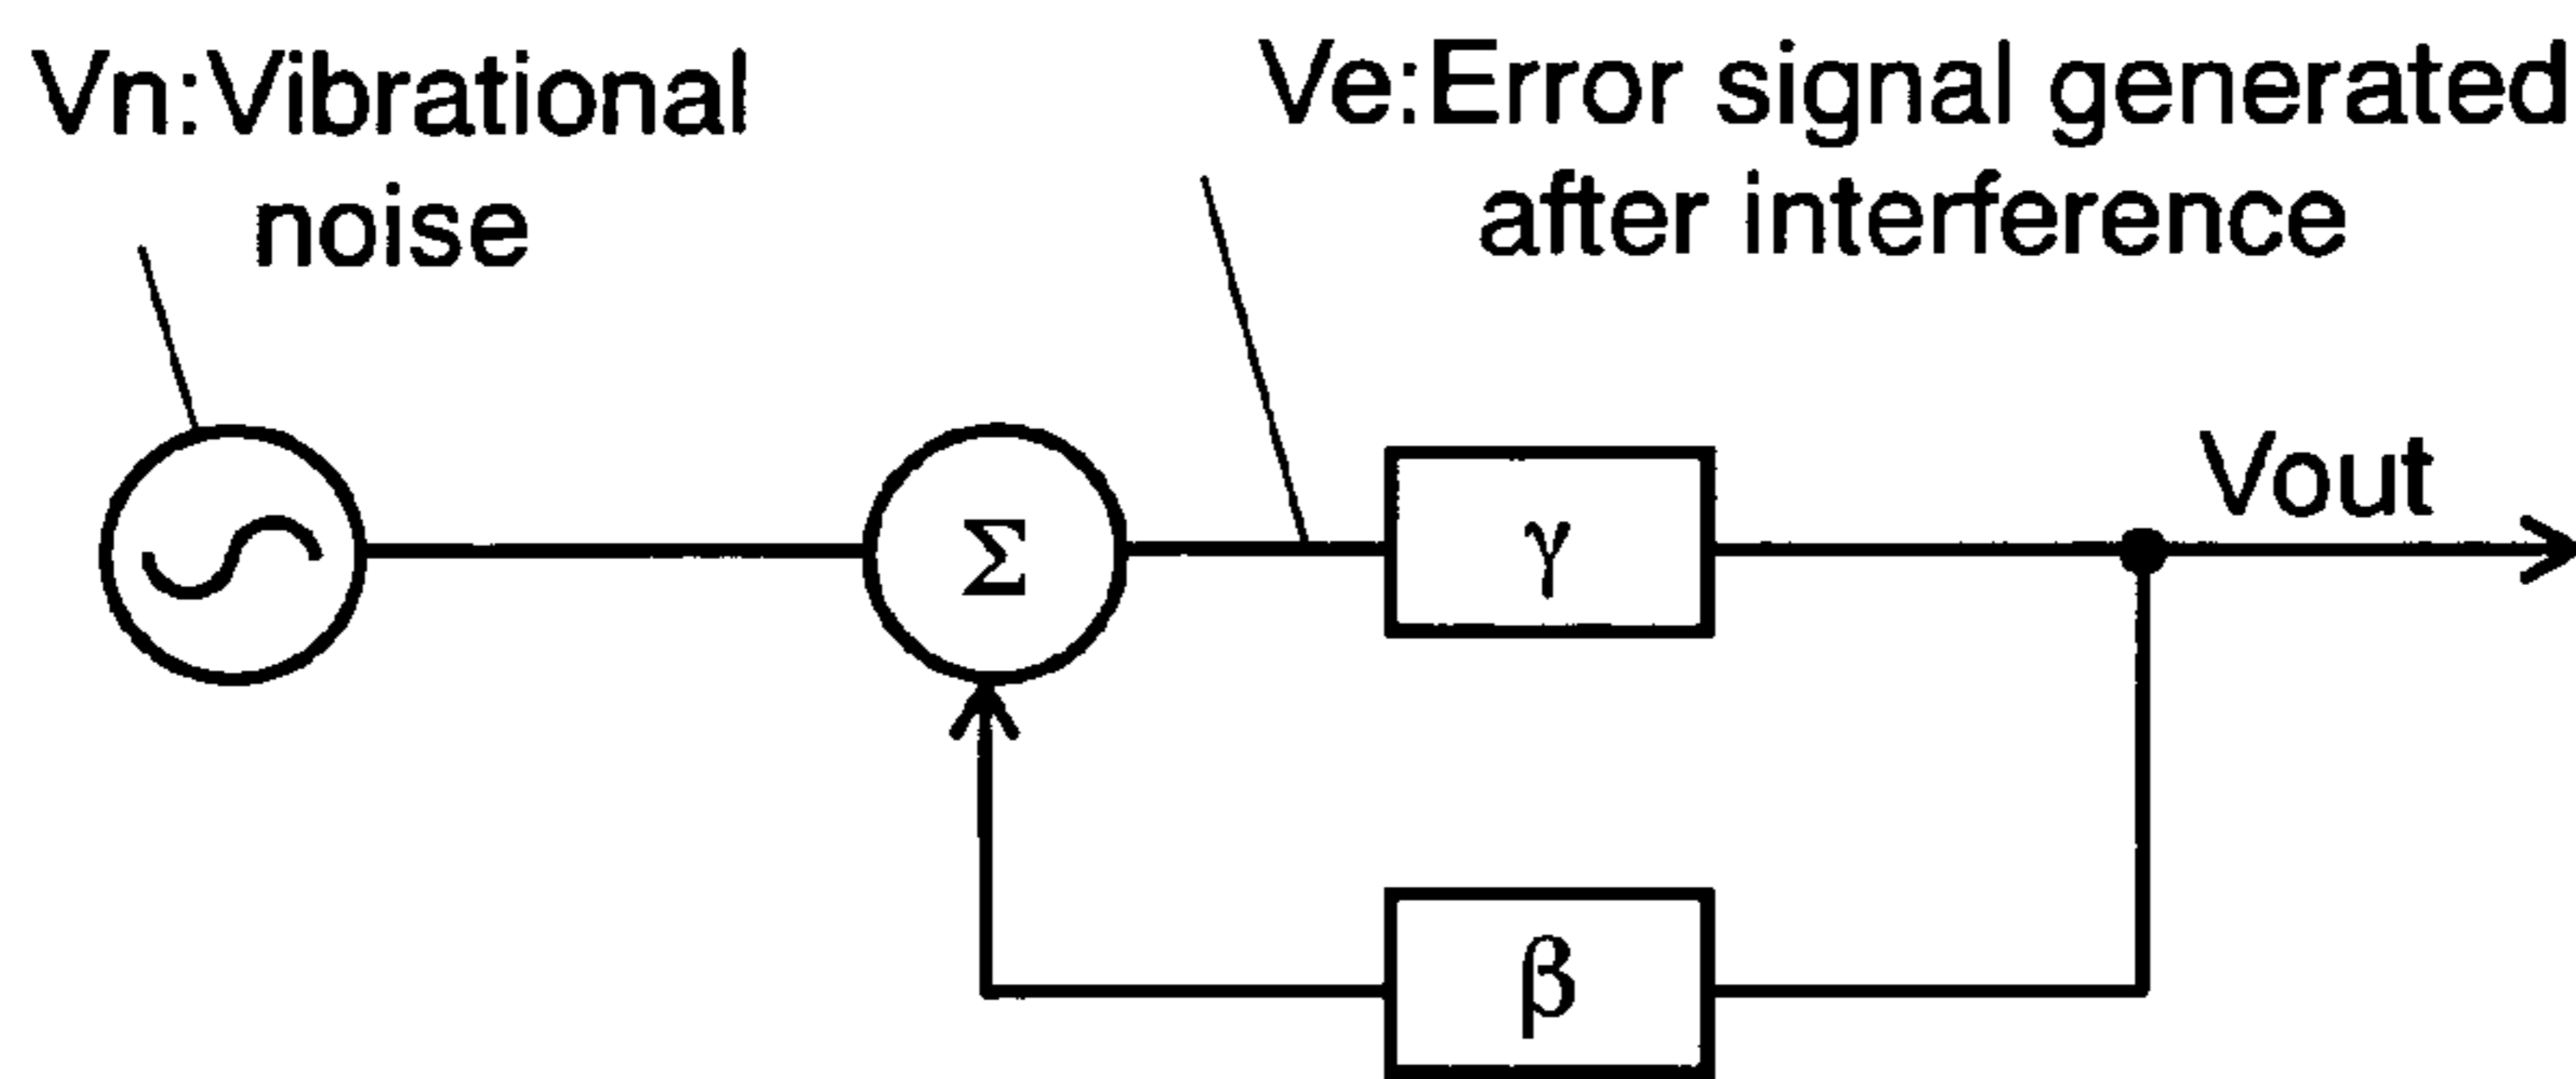 Vn:Vibrational
noise
Ve:Error signal generated
after interference
Σ
γ
Vout
β